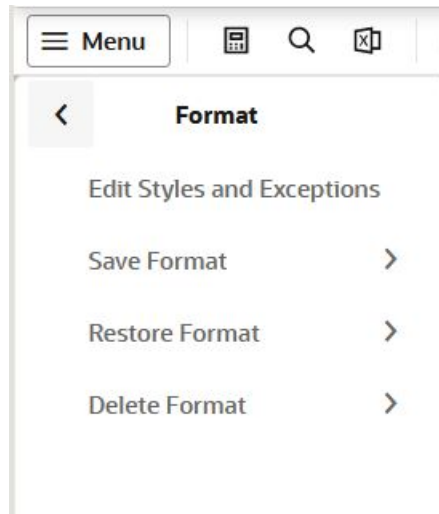 Menu
Format
Edit Styles and Exceptions
Save Format
Restore Format
Delete Format